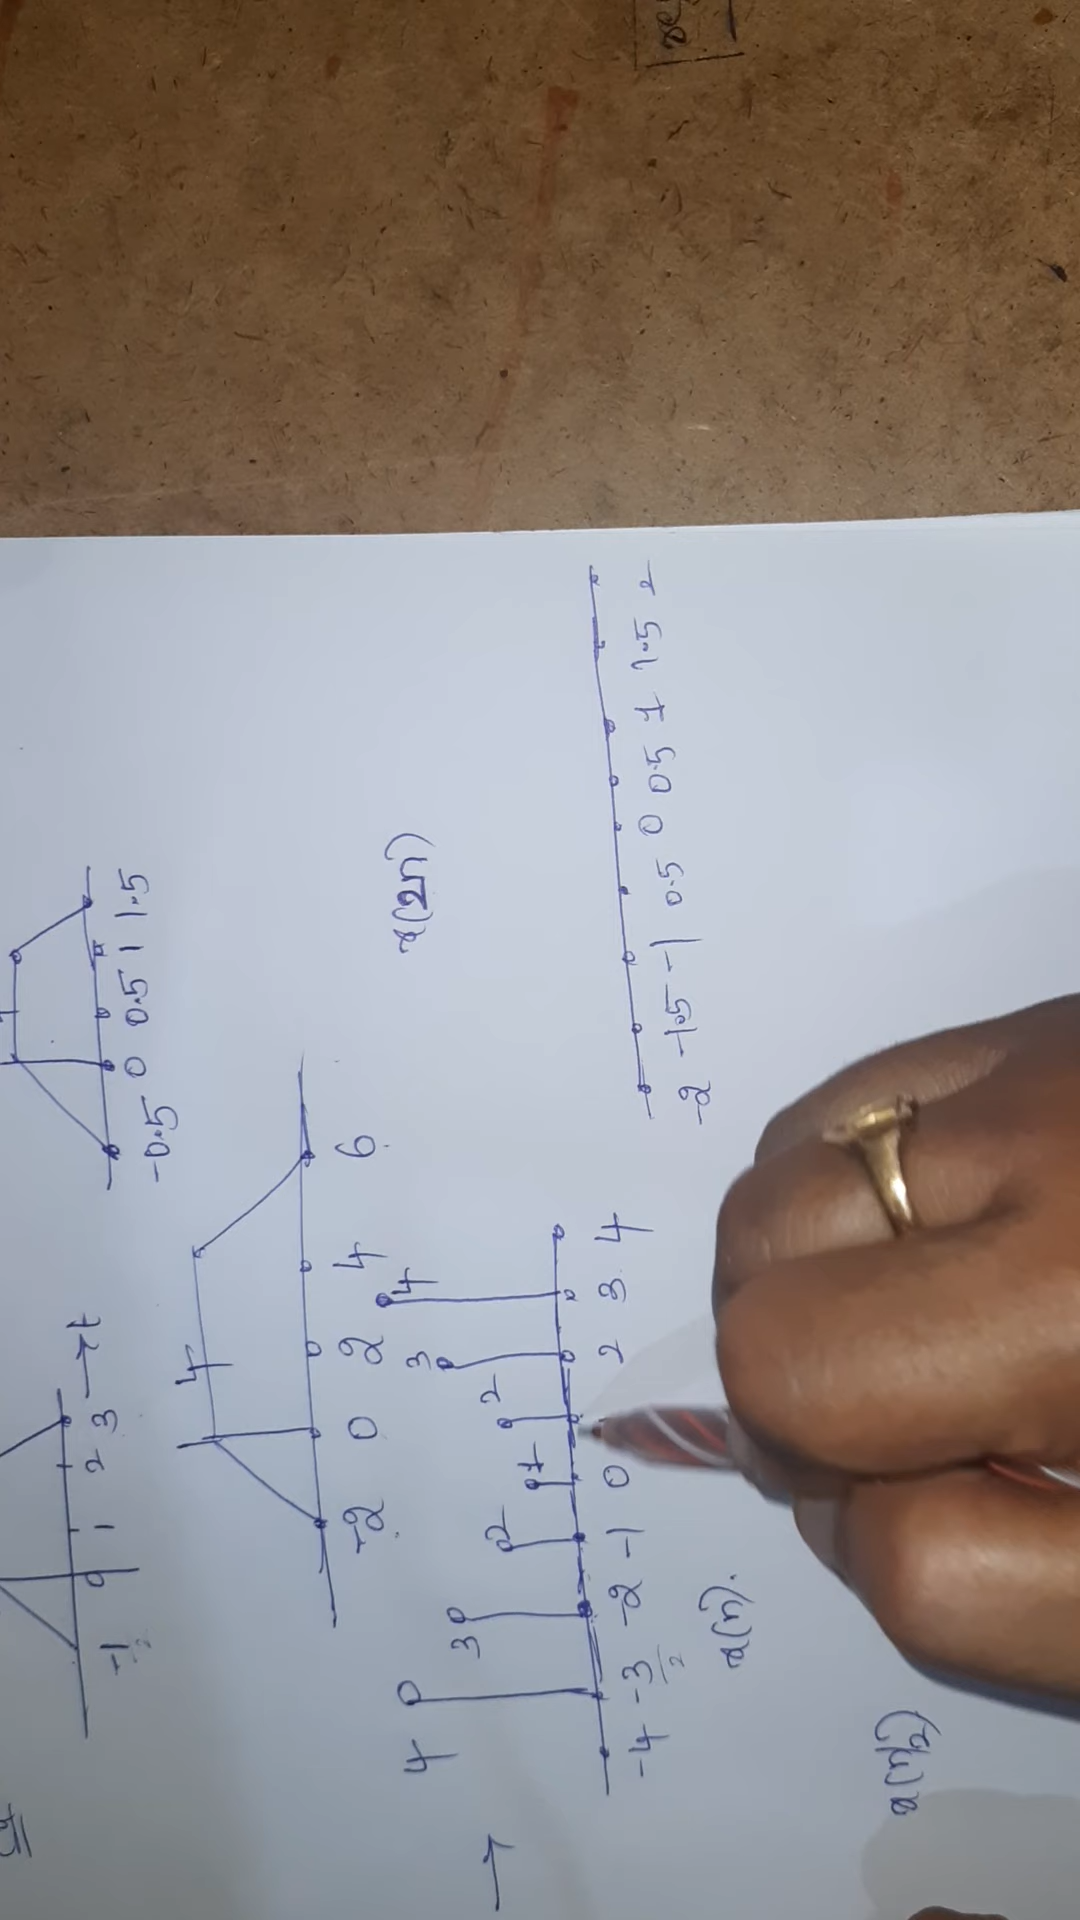 -1 0 1 2 3 → t
2
-0.5 0 0.5 1 1.5
4
-2 0 2 4 6
x(2n)
→
4 3 2 1 2 3 4
-4 -3 -2 -1 0 2 3 4
2
x(n).
-2 -1.5 -1 0.5 0 0.5 1 1.5 2
x(n/2)